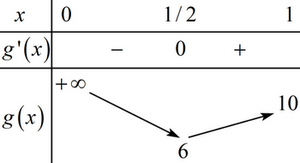 x 0 1/2 1
g'(x) − 0 +
+∞ 10
g(x)
6